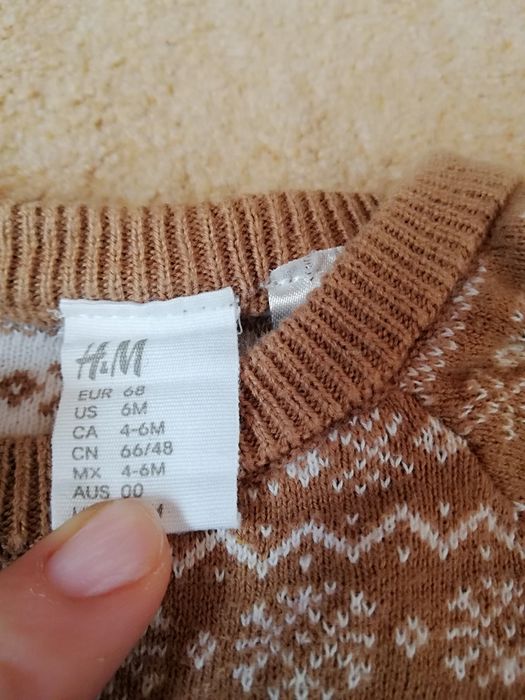 H&M
EUR 68
US 6M
CA 4-6M
CN 66/48
MX 4-6M
AUS 00